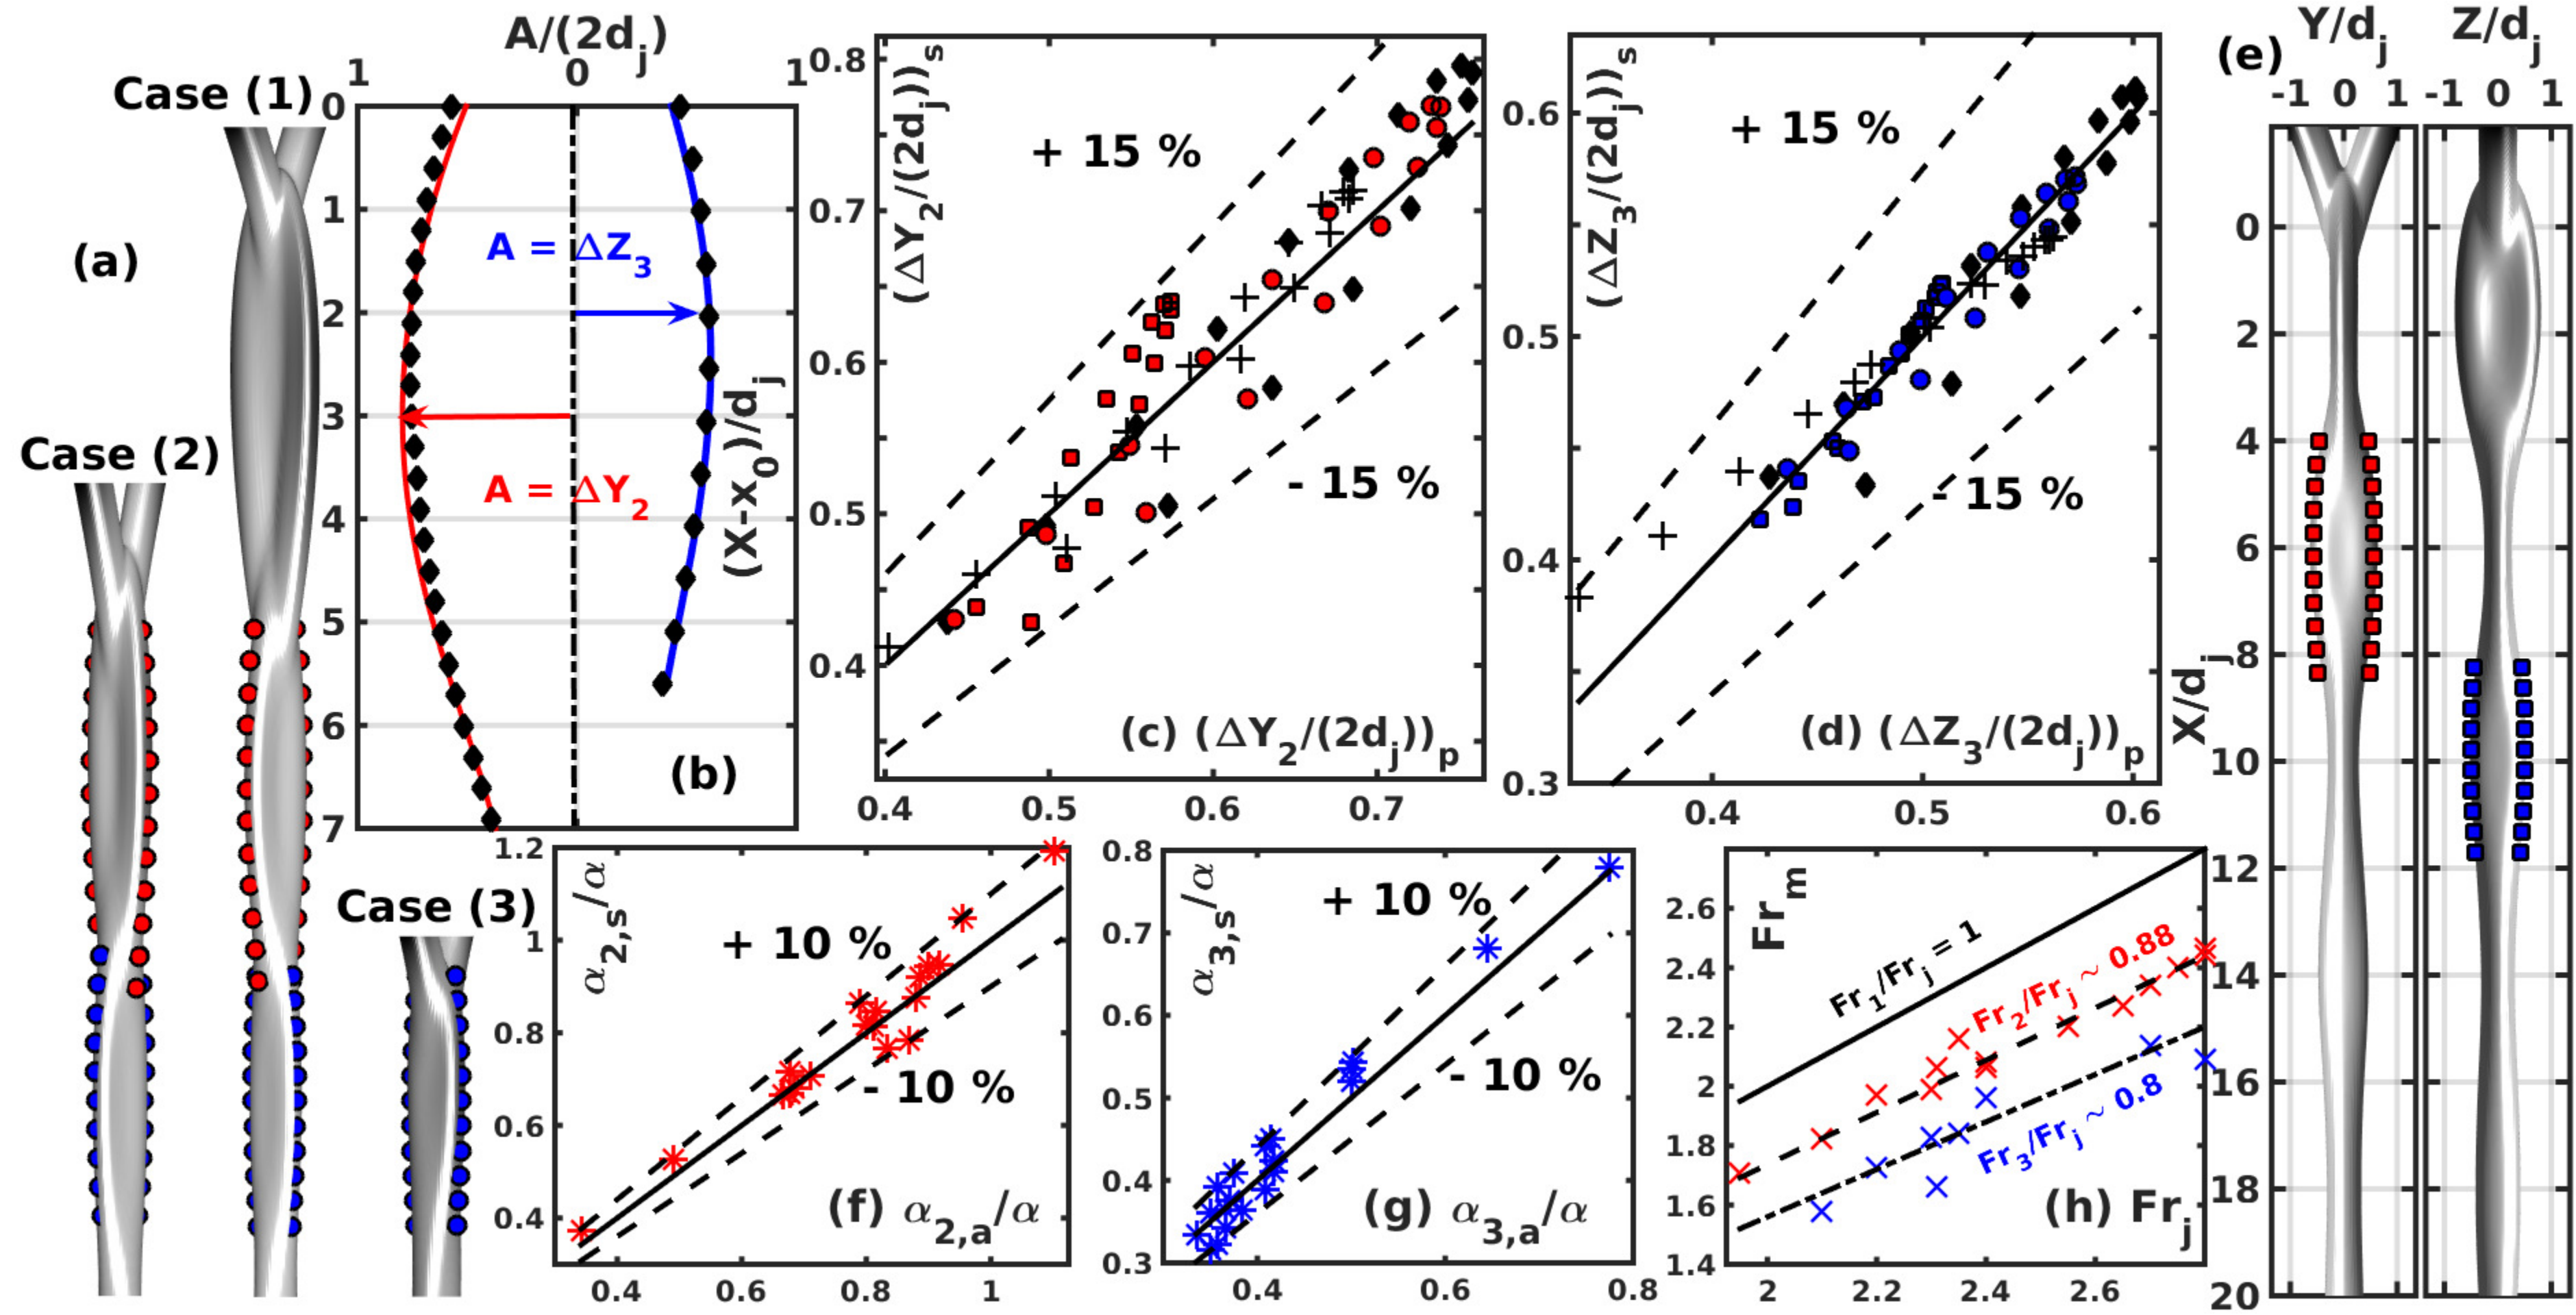 Case (1)
Case (2)
Case (3)
(a)
A/(2d_j)
1 0 1
0
1
2
3
4
5
6
7
A = ΔZ_3
A = ΔY_2
(X-x_0)/d_j
(b)
(ΔY_2/(2d_j))_s
0.8
0.7
0.6
0.5
0.4
+ 15 %
- 15 %
(c) (ΔY_2/(2d_j))_p
0.4 0.5 0.6 0.7
(ΔZ_3/(2d_j))_s
0.6
0.5
0.4
0.3
+ 15 %
- 15 %
(d) (ΔZ_3/(2d_j))_p
0.4 0.5 0.6
(e)
Y/d_j Z/d_j
-1 0 1 -1 0 1
X/d_j
0
2
4
6
8
10
12
14
16
18
20
α_2,s/α
1.2
1
0.8
0.6
0.4
+ 10 %
- 10 %
(f) α_2,a/α
0.4 0.6 0.8 1
α_3,s/α
0.8
0.7
0.6
0.5
0.4
0.3
+ 10 %
- 10 %
(g) α_3,a/α
0.4 0.6 0.8
Fr_m
2.6
2.4
2.2
2
1.8
1.6
1.4
Fr_1/Fr_j = 1
Fr_2/Fr_j ~ 0.88
Fr_3/Fr_j ~ 0.8
(h) Fr_j
2 2.2 2.4 2.6